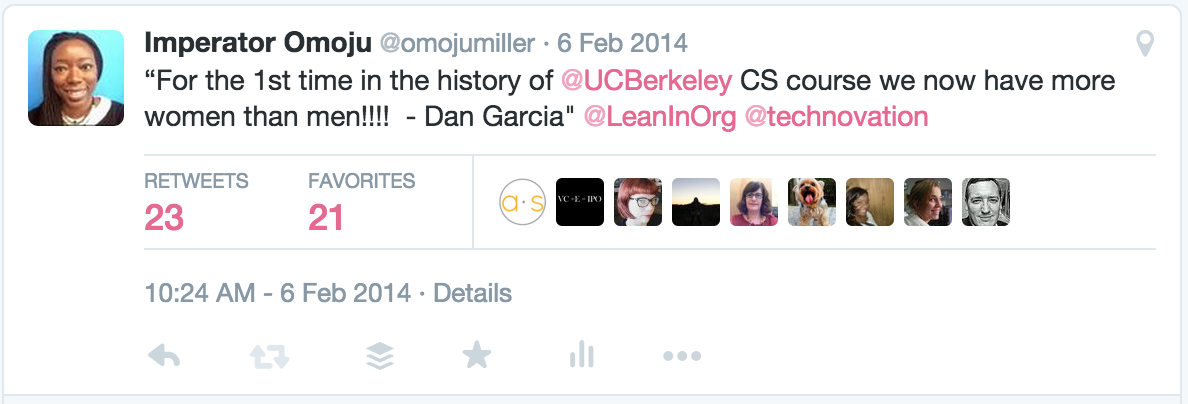 Imperator Omoju @omojumiller · 6 Feb 2014
“For the 1st time in the history of @UCBerkeley CS course we now have more
women than men!!!!  - Dan Garcia" @LeanInOrg @technovation
RETWEETS FAVORITES
23 21
a·s VC+E=IPO
10:24 AM - 6 Feb 2014 · Details